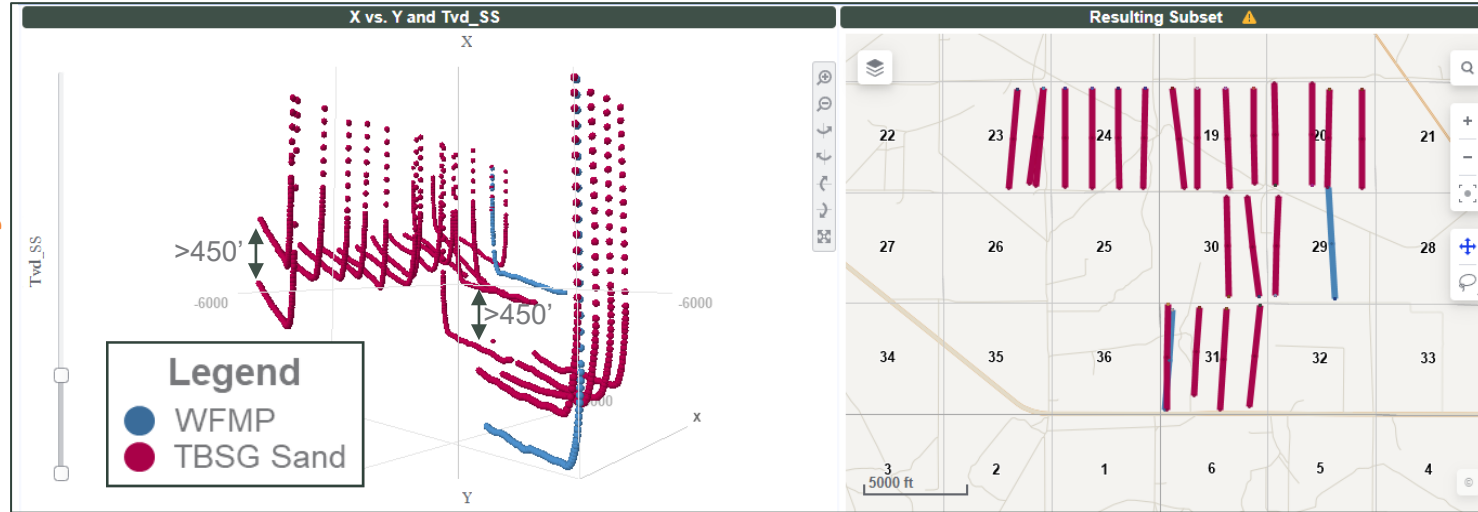 X vs. Y and Tvd_SS
X
Tvd_SS
>450'
-6000
-6000
>450'
x
Y
Legend
WFMP
TBSG Sand
Resulting Subset
22 23 24 19 20 21
27 26 25 30 29 28
34 35 36 31 32 33
3 2 1 6 5 4
5000 ft
+
−
©